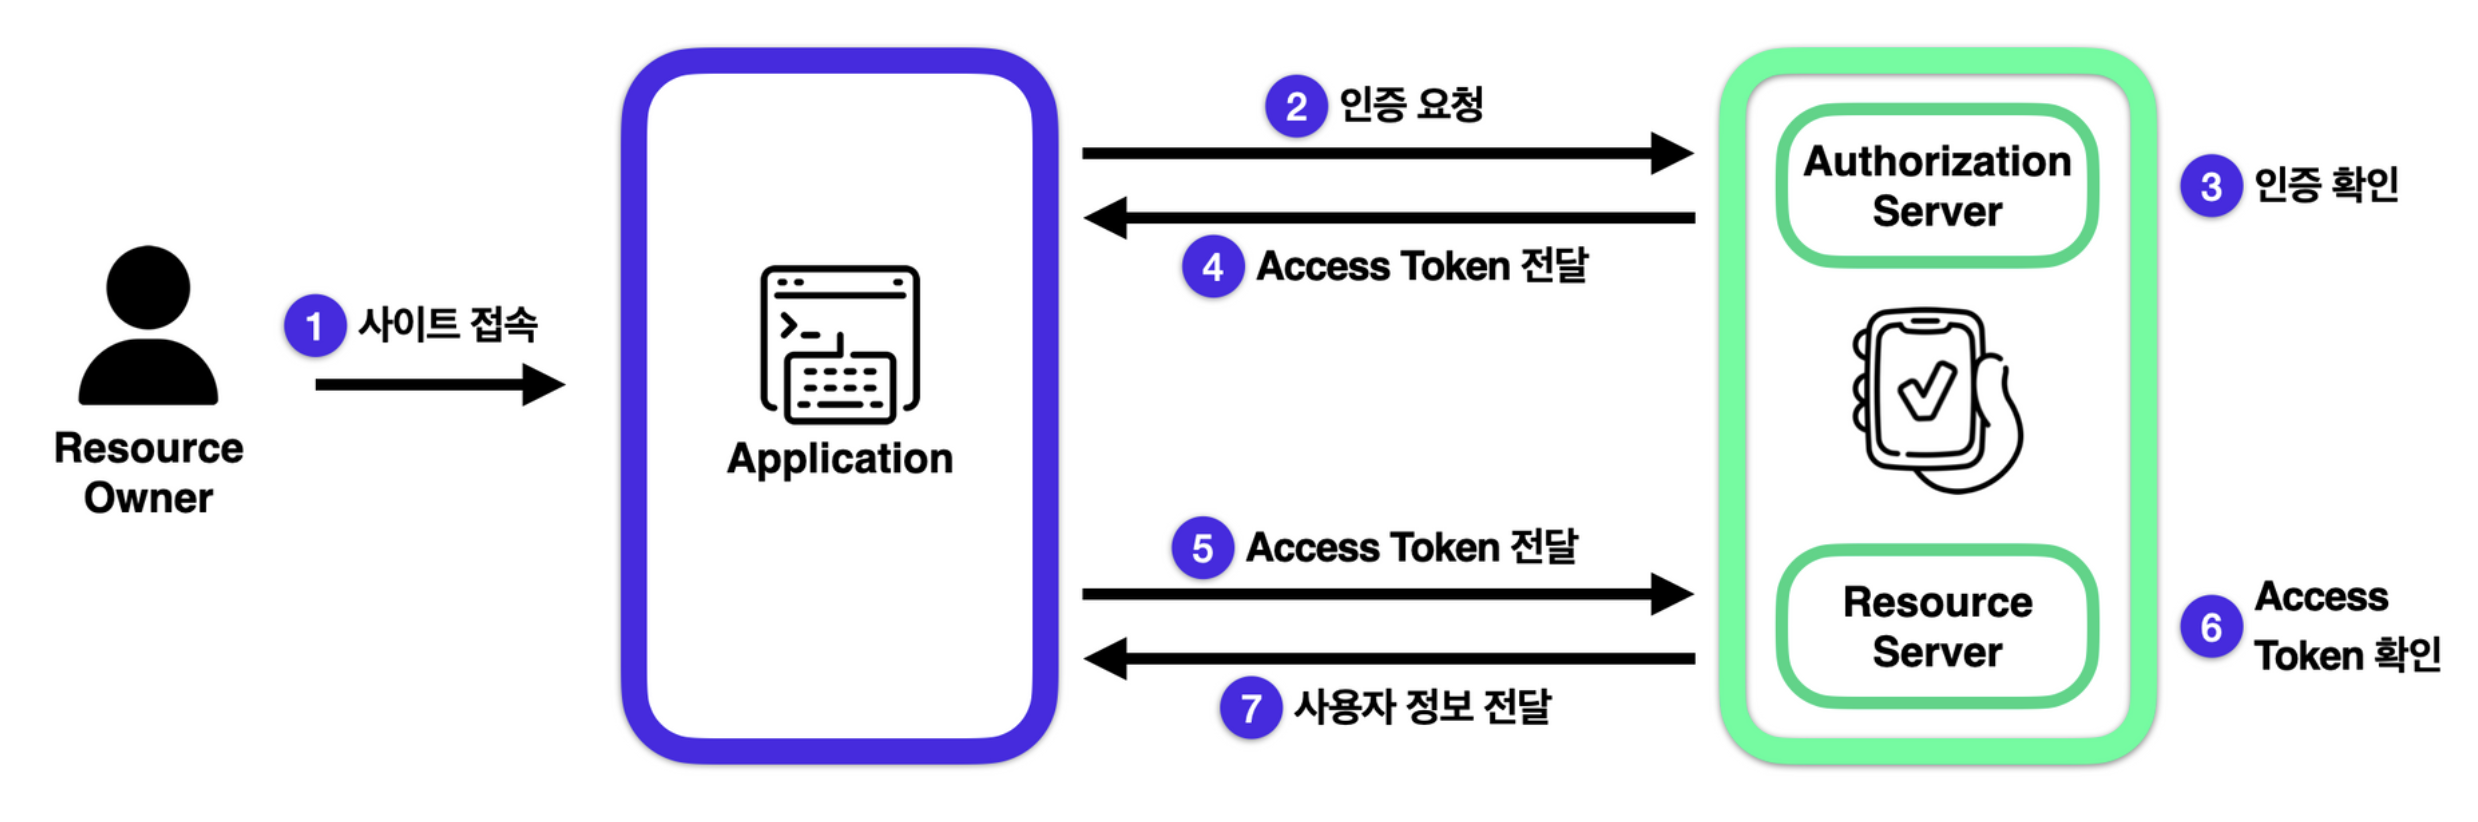 Resource
Owner
1 사이트 접속
Application
2 인증 요청
4 Access Token 전달
5 Access Token 전달
7 사용자 정보 전달
Authorization
Server
3 인증 확인
Resource
Server
6 Access
Token 확인